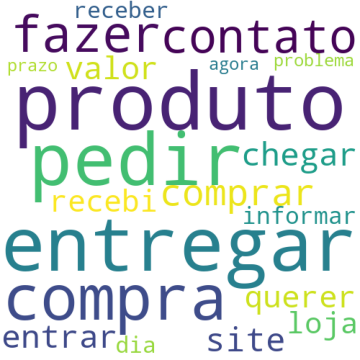 receber
fazer contato
prazo valor agora problema
produto
pedir chegar
recebi comprar
informar
entregar
compra querer
loja
entrar dia site